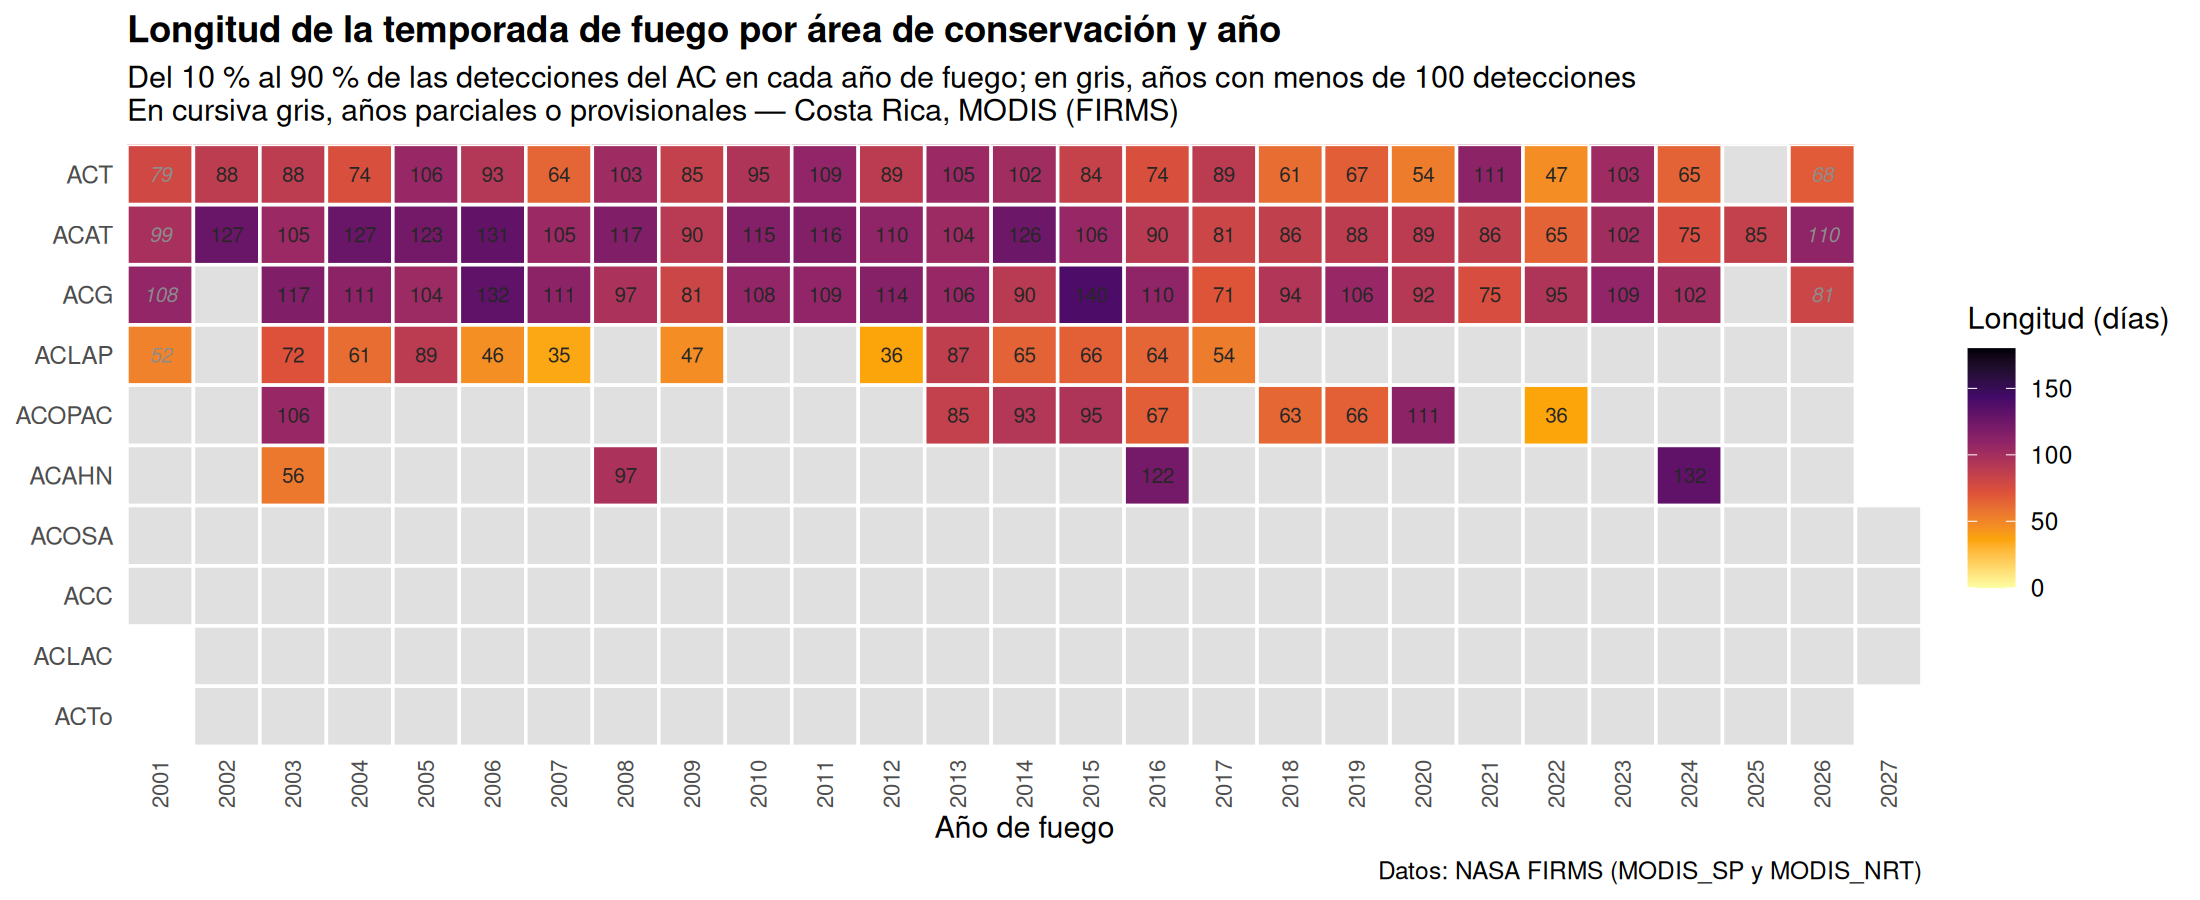 Longitud de la temporada de fuego por área de conservación y año
Del 10 % al 90 % de las detecciones del AC en cada año de fuego; en gris, años con menos de 100 detecciones
En cursiva gris, años parciales o provisionales — Costa Rica, MODIS (FIRMS)
ACT 79 88 88 74 106 93 64 103 85 95 109 89 105 102 84 74 89 61 67 54 111 47 103 65 68
ACAT 99 127 105 127 123 131 105 117 90 115 116 110 104 126 106 90 81 86 88 89 86 65 102 75 85 110
ACG 108 117 111 104 132 111 97 81 108 109 114 106 90 140 110 71 94 106 92 75 95 109 102 81
ACLAP 52 72 61 89 46 35 47 36 87 65 66 64 54
ACOPAC 106 85 93 95 67 63 66 111 36
ACAHN 56 97 122 132
ACOSA
ACC
ACLAC
ACTo
2001 2002 2003 2004 2005 2006 2007 2008 2009 2010 2011 2012 2013 2014 2015 2016 2017 2018 2019 2020 2021 2022 2023 2024 2025 2026 2027
Año de fuego
Longitud (días)
150
100
50
0
Datos: NASA FIRMS (MODIS_SP y MODIS_NRT)